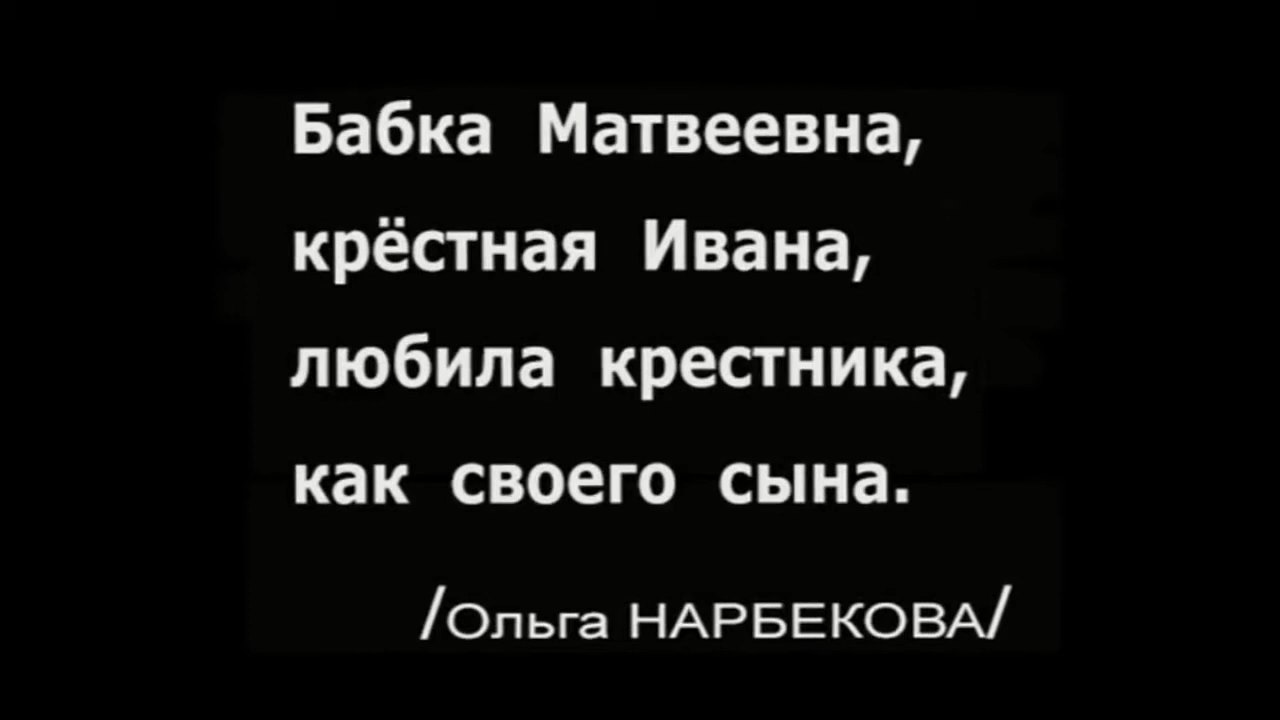 Бабка Матвеевна,
крёстная Ивана,
любила крестника,
как своего сына.
/Ольга НАРБЕКОВА/